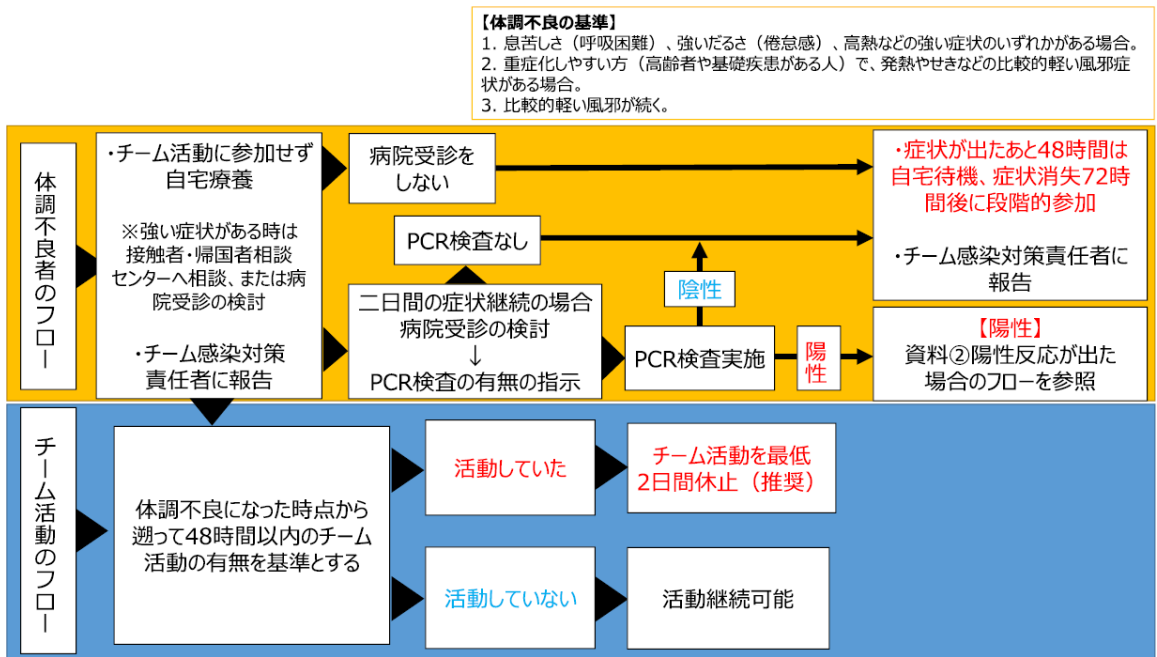 【体調不良の基準】
1. 息苦しさ（呼吸困難）、強いだるさ（倦怠感）、高熱などの強い症状のいずれかがある場合。
2. 重症化しやすい方（高齢者や基礎疾患がある人）で、発熱やせきなどの比較的軽い風邪症
状がある場合。
3. 比較的軽い風邪が続く。
体調不良者のフロー
・チーム活動に参加せず
自宅療養
※強い症状がある時は
接触者・帰国者相談
センターへ相談、または病
院受診の検討
・チーム感染対策
責任者に報告
病院受診を
しない
PCR検査なし
二日間の症状継続の場合
病院受診の検討
↓
PCR検査の有無の指示
陰性
PCR検査実施
陽性
・症状が出たあと48時間は
自宅待機、症状消失72時
間後に段階的参加
・チーム感染対策責任者に
報告
【陽性】
資料②陽性反応が出た
場合のフローを参照
チーム活動のフロー
体調不良になった時点から
遡って48時間以内のチーム
活動の有無を基準とする
活動していた
チーム活動を最低
2日間休止（推奨）
活動していない
活動継続可能